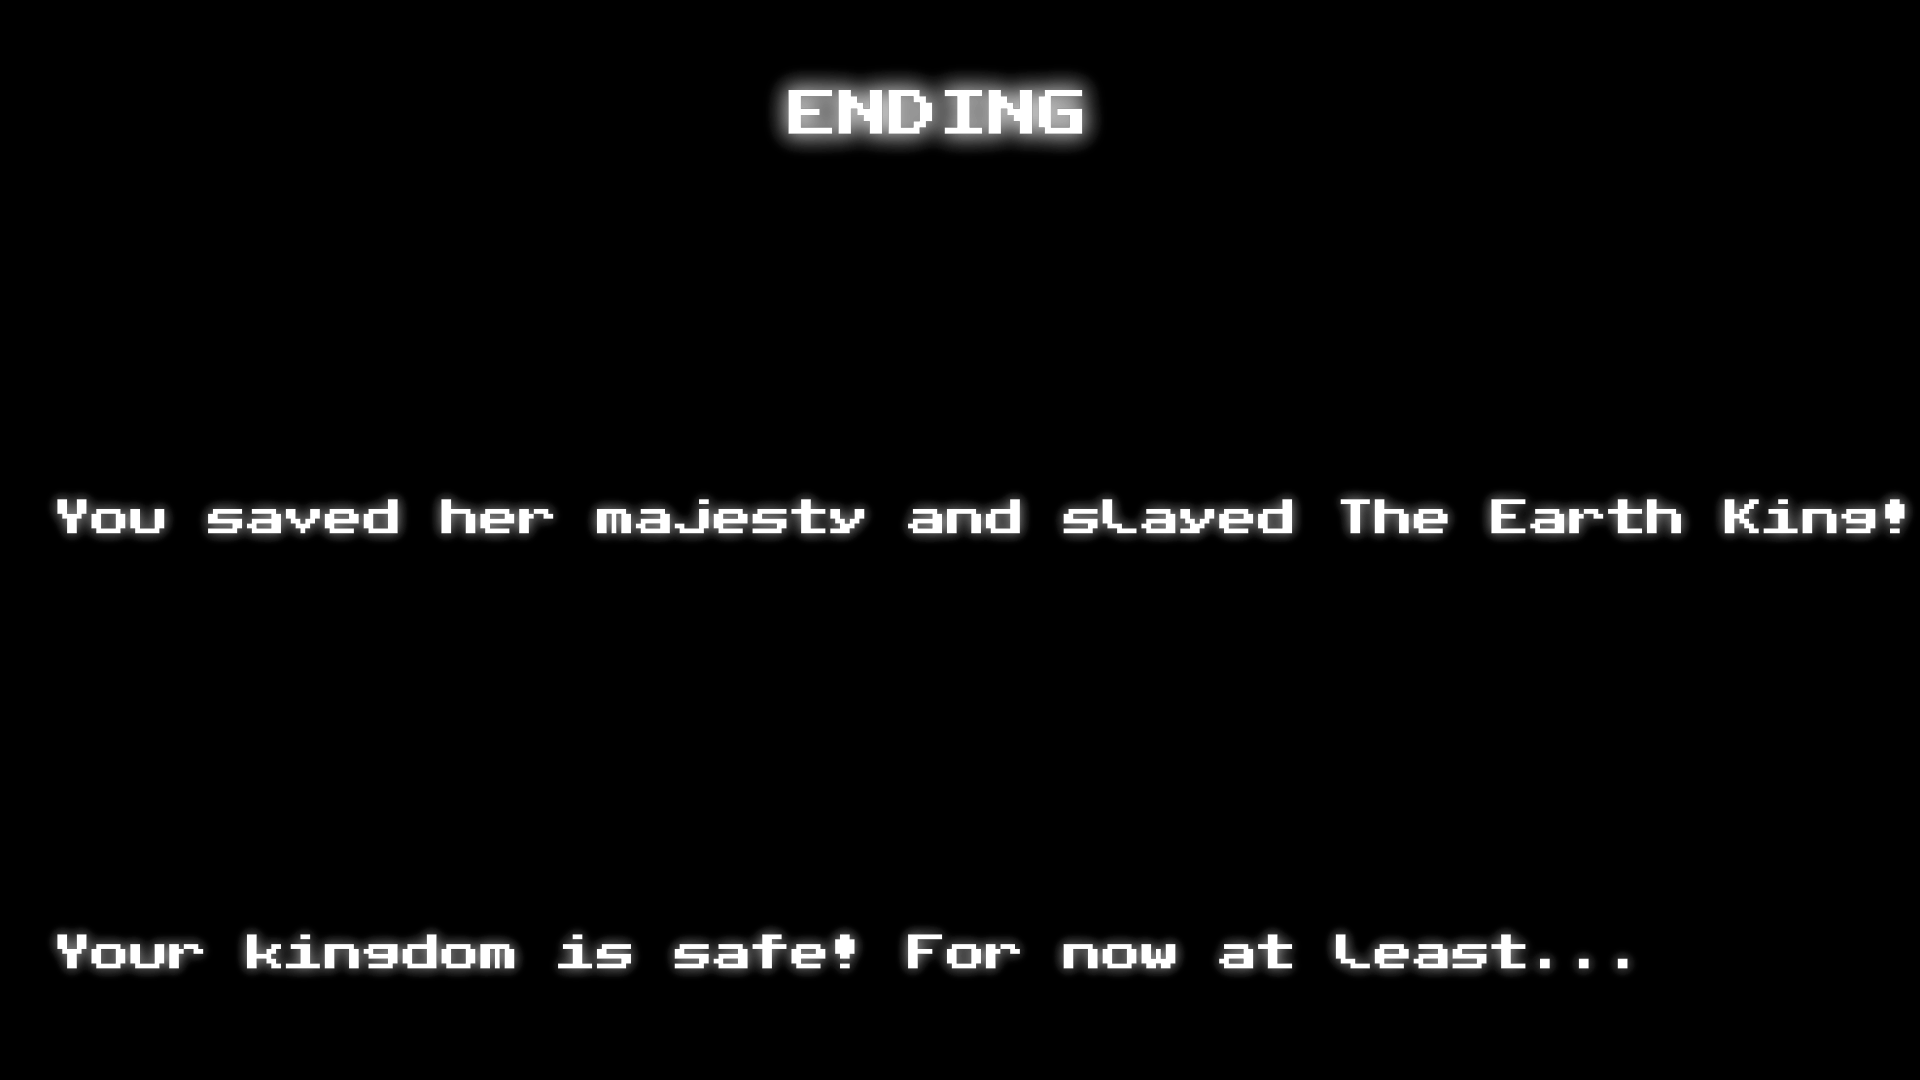 ENDING
You saved her majesty and slayed The Earth King!
Your kingdom is safe! For now at least...